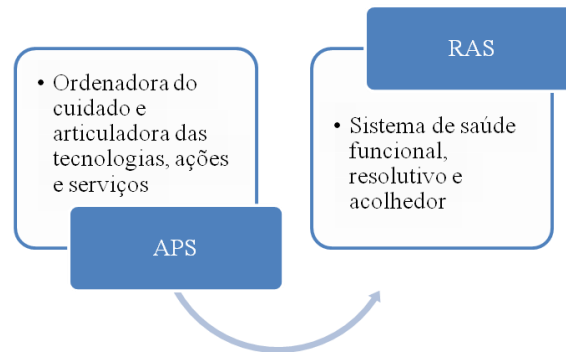 • Ordenadora do
cuidado e
articuladora das
tecnologias, ações
e serviços
APS
RAS
• Sistema de saúde
funcional,
resolutivo e
acolhedor